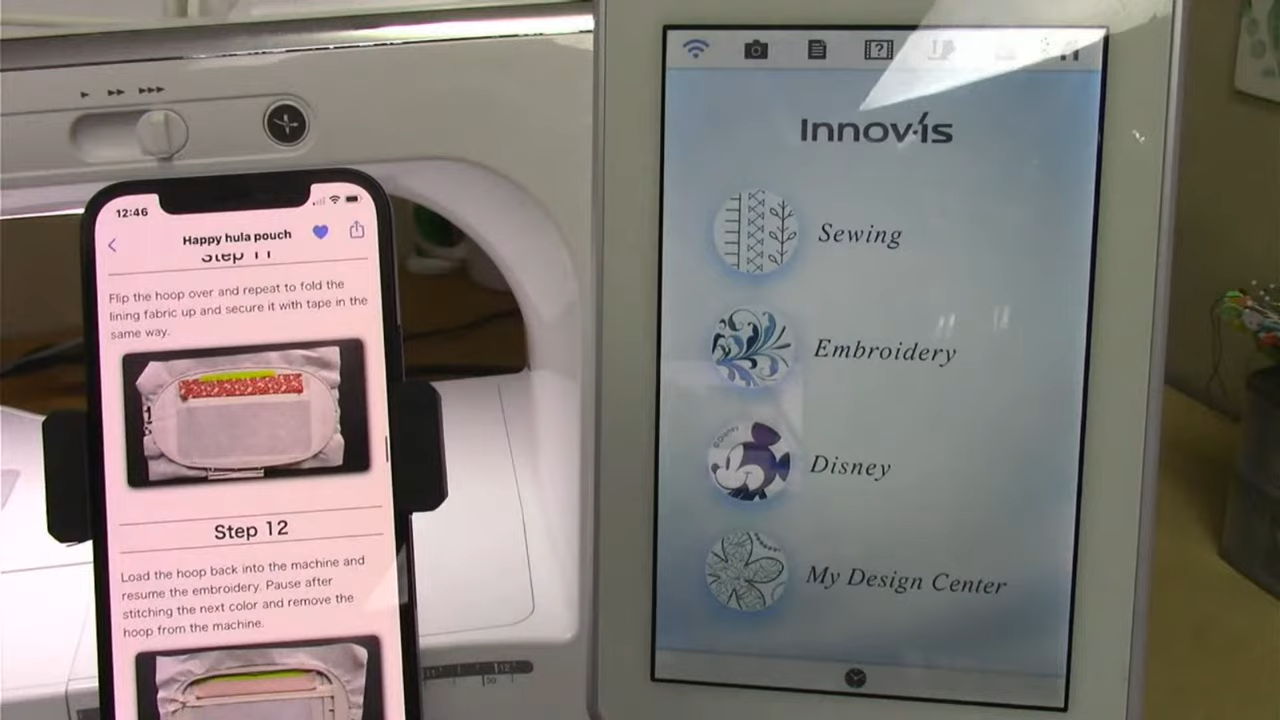 12:46
Happy hula pouch
Step 11
Flip the hoop over and repeat to fold the
lining fabric up and secure it with tape in the
same way.
Step 12
Load the hoop back into the machine and
resume the embroidery. Pause after
stitching the next color and remove the
hoop from the machine.
Innov-ís
Sewing
Embroidery
©Disney
Disney
My Design Center